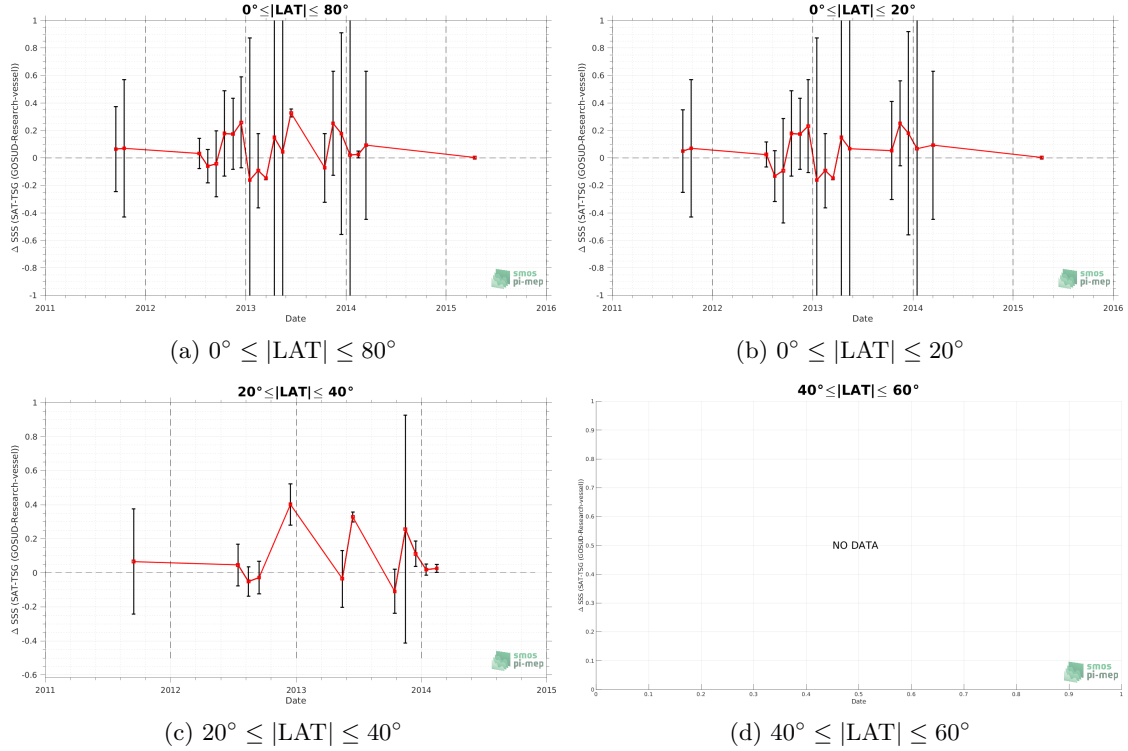 0°≤|LAT|≤ 80°
Δ SSS (SAT-TSG (GOSUD-Research-vessel))
1
0.8
0.6
0.4
0.2
0
-0.2
-0.4
-0.6
-0.8
-1
2011 2012 2013 2014 2015 2016
Date
smos
pi-mep
(a) 0° ≤ |LAT| ≤ 80°
0°≤|LAT|≤ 20°
Δ SSS (SAT-TSG (GOSUD-Research-vessel))
1
0.8
0.6
0.4
0.2
0
-0.2
-0.4
-0.6
-0.8
-1
2011 2012 2013 2014 2015 2016
Date
smos
pi-mep
(b) 0° ≤ |LAT| ≤ 20°
20°≤|LAT|≤ 40°
Δ SSS (SAT-TSG (GOSUD-Research-vessel))
1
0.8
0.6
0.4
0.2
0
-0.2
-0.4
-0.6
2011 2012 2013 2014 2015
Date
smos
pi-mep
(c) 20° ≤ |LAT| ≤ 40°
40°≤|LAT|≤ 60°
Δ SSS (SAT-TSG (GOSUD-Research-vessel))
1
0.9
0.8
0.7
0.6
0.5
0.4
0.3
0.2
0.1
0
NO DATA
0 0.1 0.2 0.3 0.4 0.5 0.6 0.7 0.8 0.9 1
Date
smos
pi-mep
(d) 40° ≤ |LAT| ≤ 60°